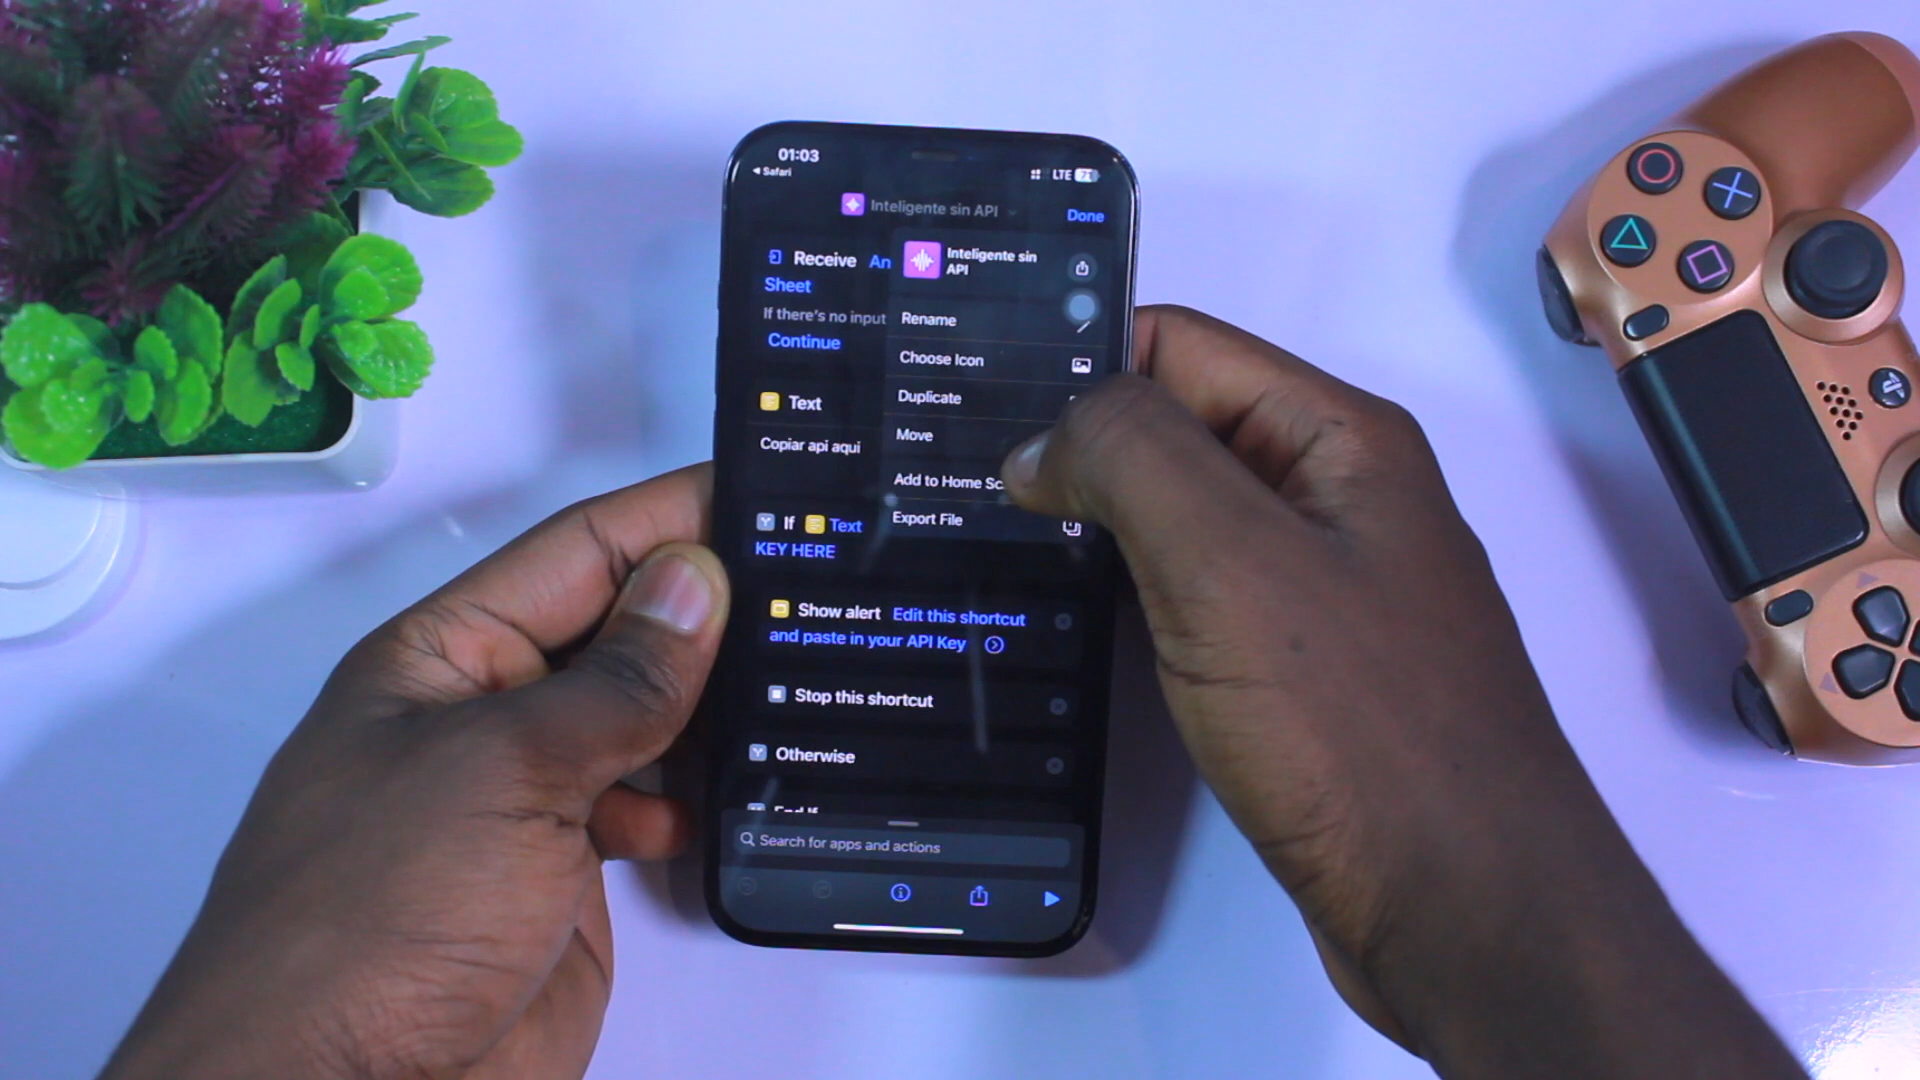 01:03
Safari
LTE 71
Inteligente sin API
Done
Receive An
Sheet
If there's no input
Continue
Inteligente sin
API
Rename
Choose Icon
Duplicate
Move
Add to Home Sc
Export File
Text
Copiar api aqui
If Text
KEY HERE
Show alert Edit this shortcut
and paste in your API Key
Stop this shortcut
Otherwise
End If
Search for apps and actions